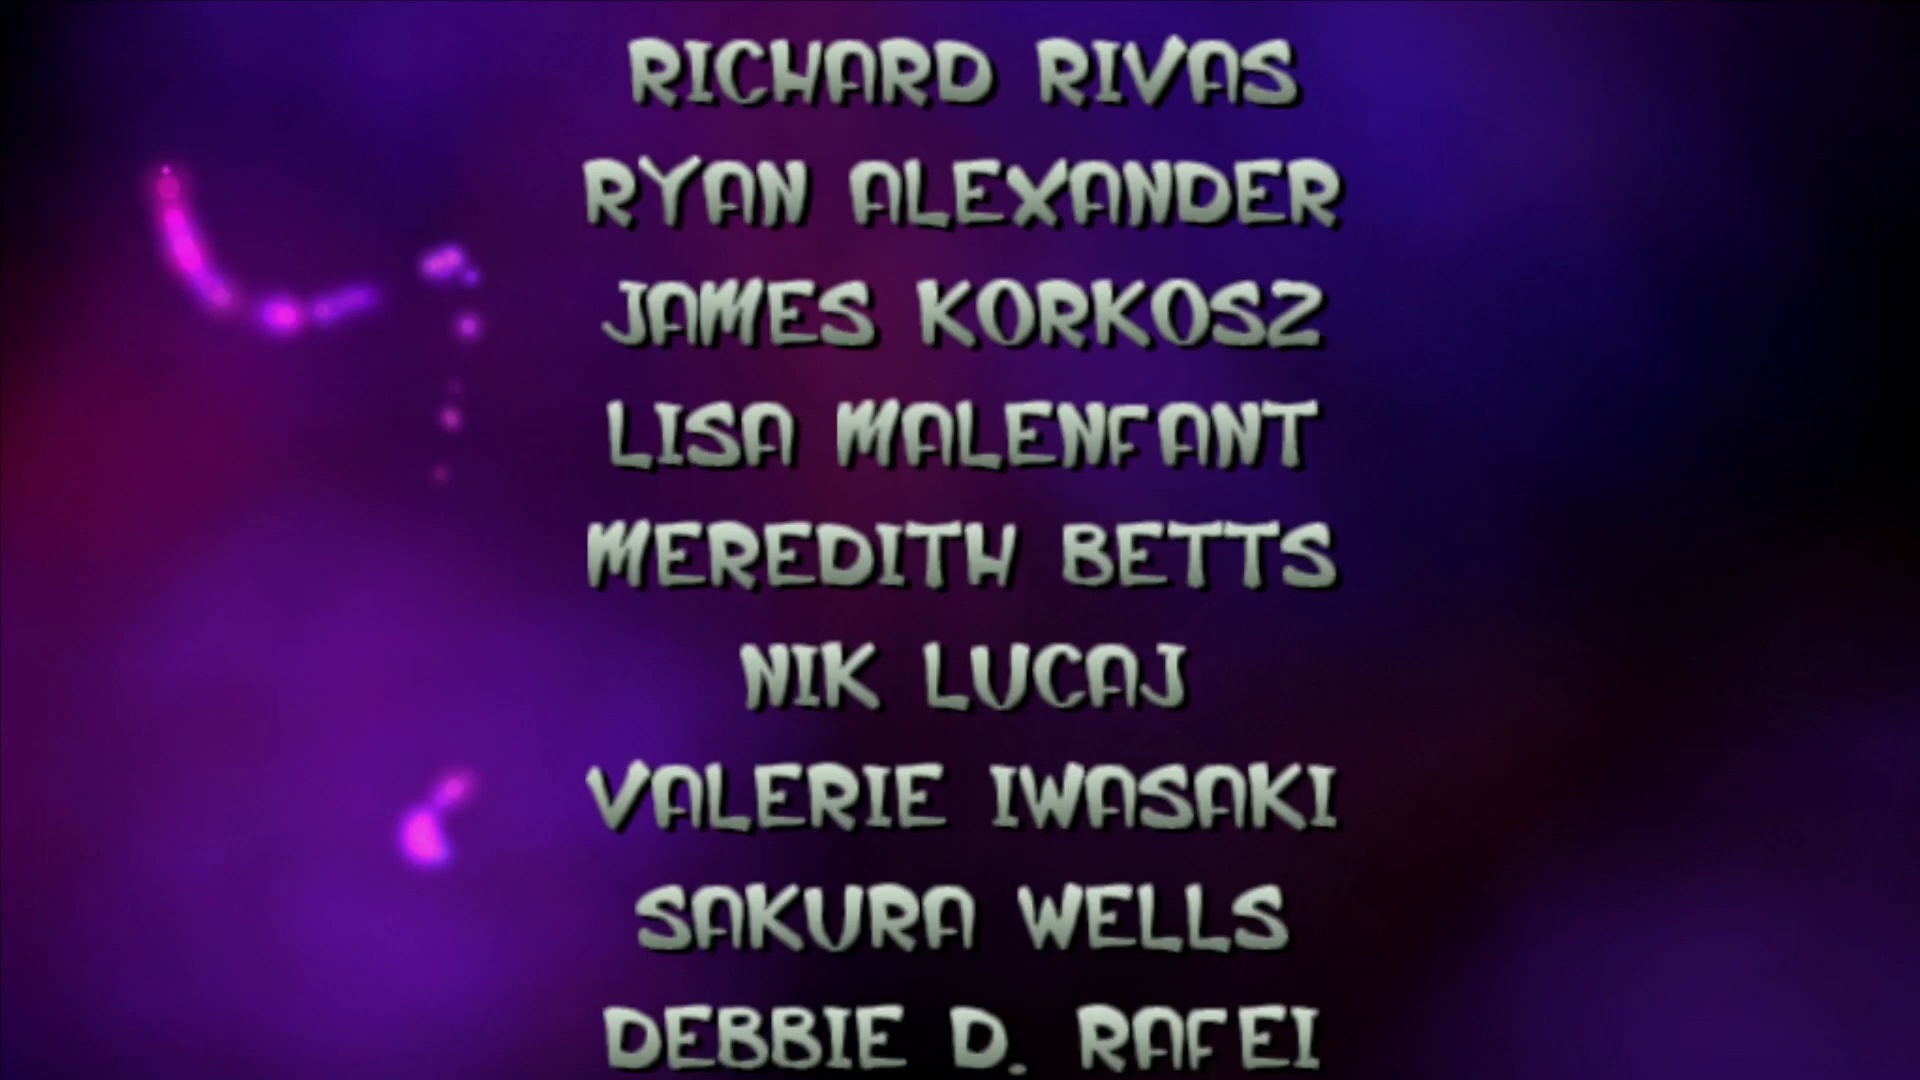 RICHARD RIVAS
RYAN ALEXANDER
JAMES KORKOSZ
LISA MALENFANT
MEREDITH BETTS
NIK LUCAJ
VALERIE IWASAKI
SAKURA WELLS
DEBBIE D. RAFEI